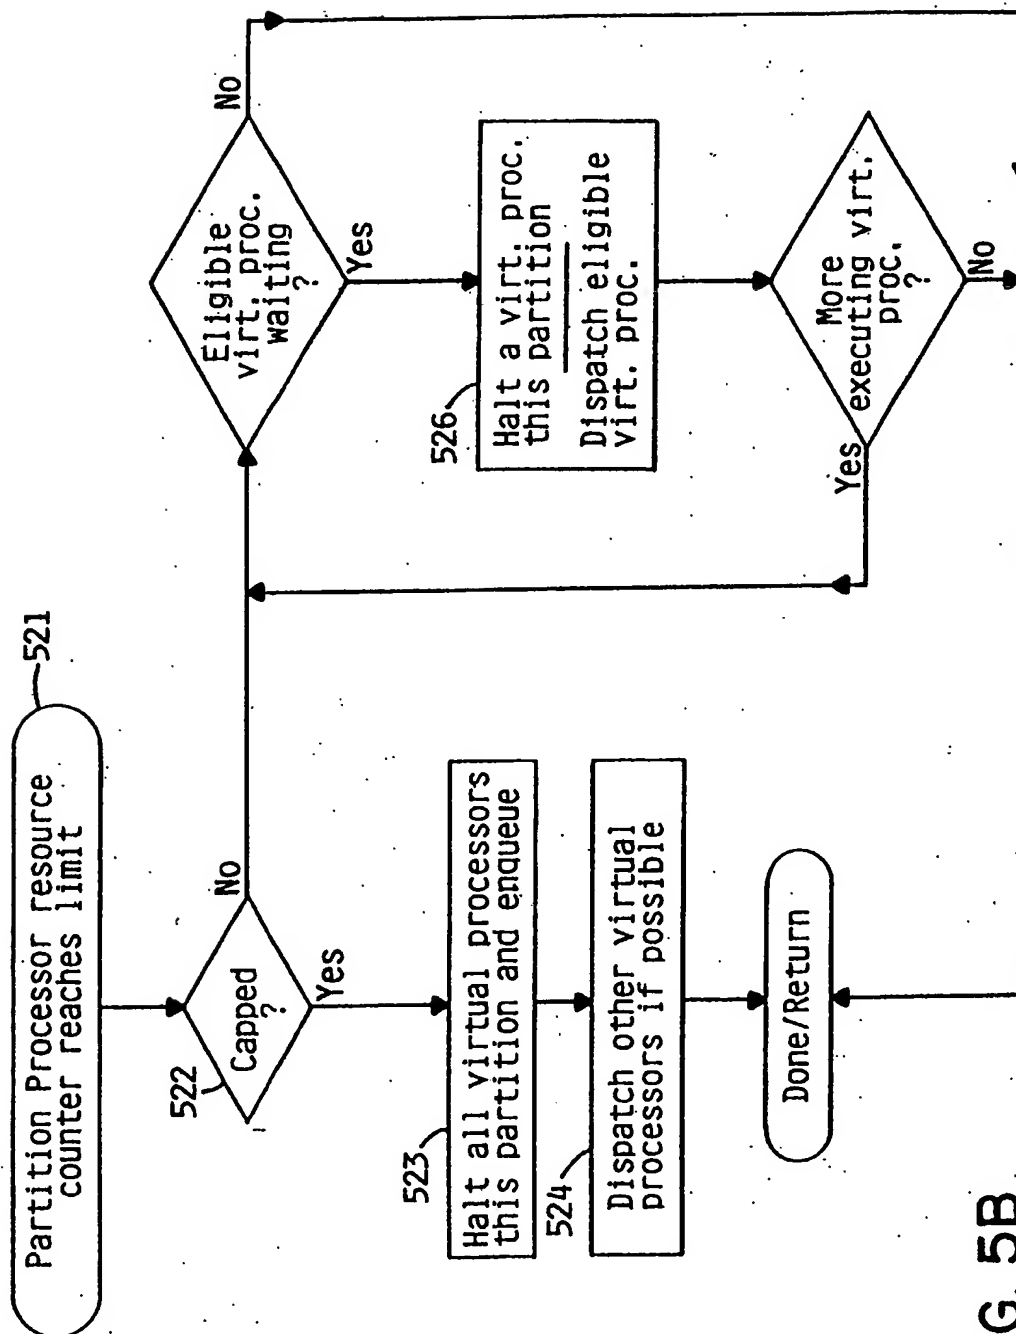 Partition Processor resource
counter reaches limit
521
522
Capped
?
No
Yes
523
Halt all virtual processors
this partition and enqueue
524
Dispatch other virtual
processors if possible
Done/Return
Eligible
virt. proc.
waiting
?
No
Yes
526
Halt a virt. proc.
this partition
Dispatch eligible
virt. proc.
More
executing virt.
proc.
?
Yes
No
G. 5B